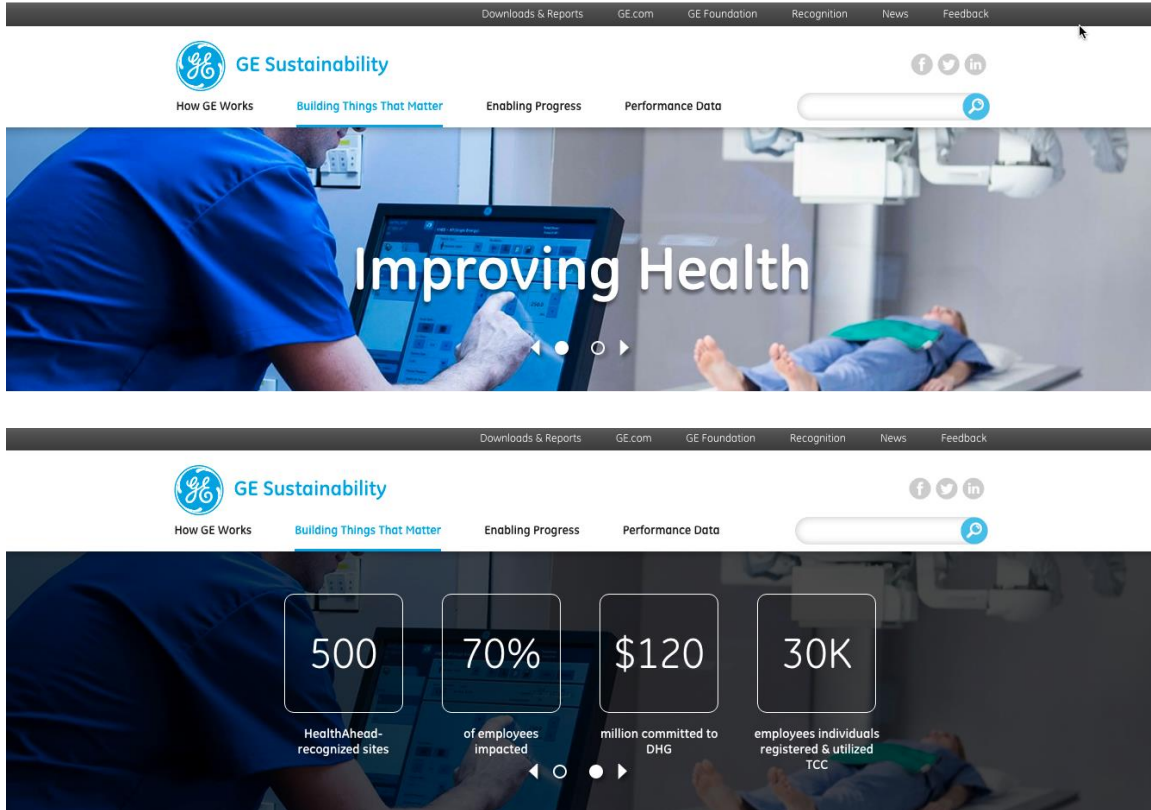 Downloads & Reports GE.com GE Foundation Recognition News Feedback
GE Sustainability
How GE Works Building Things That Matter Enabling Progress Performance Data
Improving Health
Downloads & Reports GE.com GE Foundation Recognition News Feedback
GE Sustainability
How GE Works Building Things That Matter Enabling Progress Performance Data
500 70% $120 30K
HealthAhead- of employees million committed to employees individuals
recognized sites impacted DHG registered & utilized
TCC